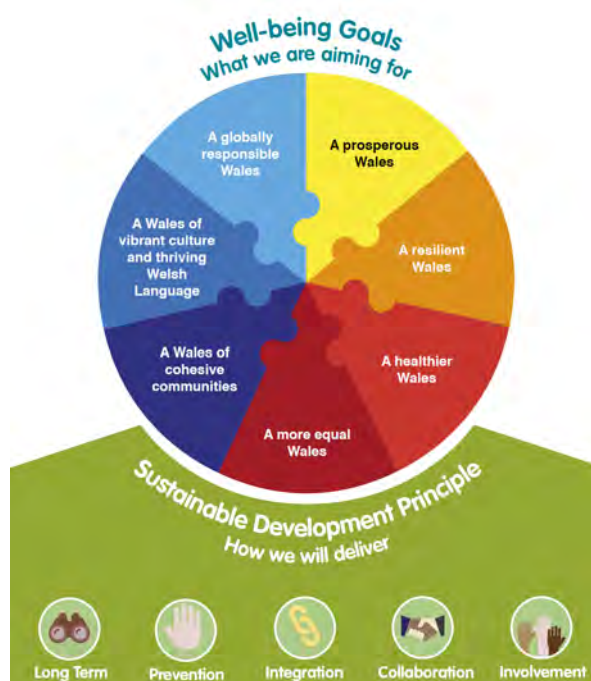 Well-being Goals
What we are aiming for
A globally
responsible
Wales
A prosperous
Wales
A Wales of
vibrant culture
and thriving
Welsh
Language
A resilient
Wales
A Wales of
cohesive
communities
A healthier
Wales
A more equal
Wales
Sustainable Development Principle
How we will deliver
Long Term
Prevention
Integration
Collaboration
Involvement